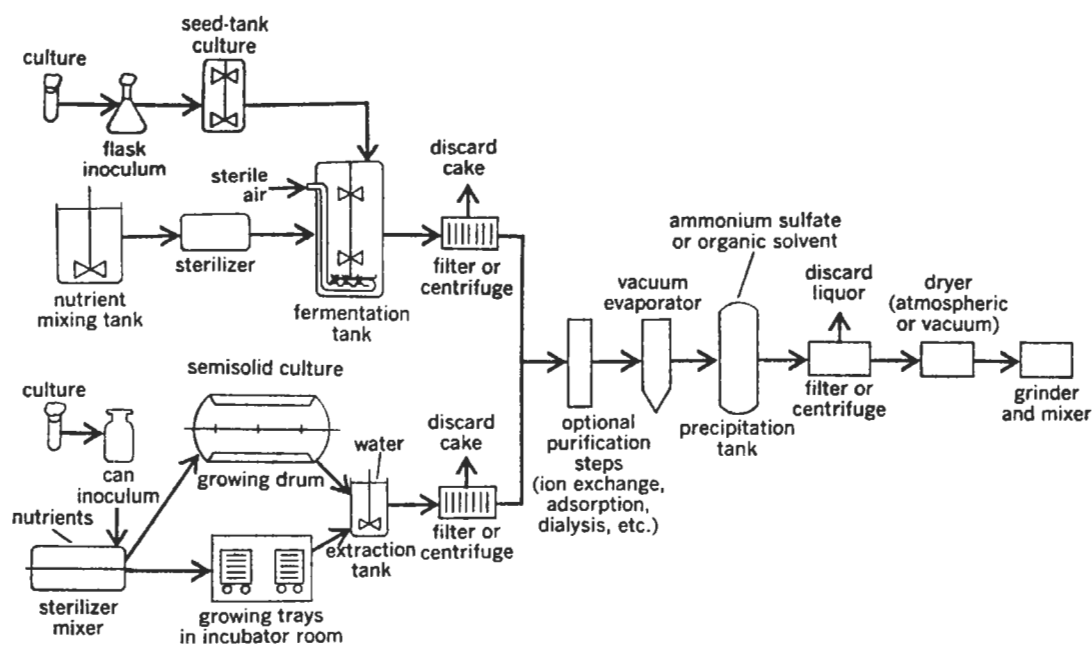 seed-tank
culture
culture
flask
inoculum
sterile
air
nutrient
mixing tank
sterilizer
fermentation
tank
discard
cake
filter or
centrifuge
semisolid culture
culture
can
inoculum
nutrients
sterilizer
mixer
growing drum
growing trays
in incubator room
water
extraction
tank
discard
cake
filter or
centrifuge
optional
purification
steps
(ion exchange,
adsorption,
dialysis, etc.)
vacuum
evaporator
ammonium sulfate
or organic solvent
precipitation
tank
discard
liquor
filter or
centrifuge
dryer
(atmospheric
or vacuum)
grinder
and mixer